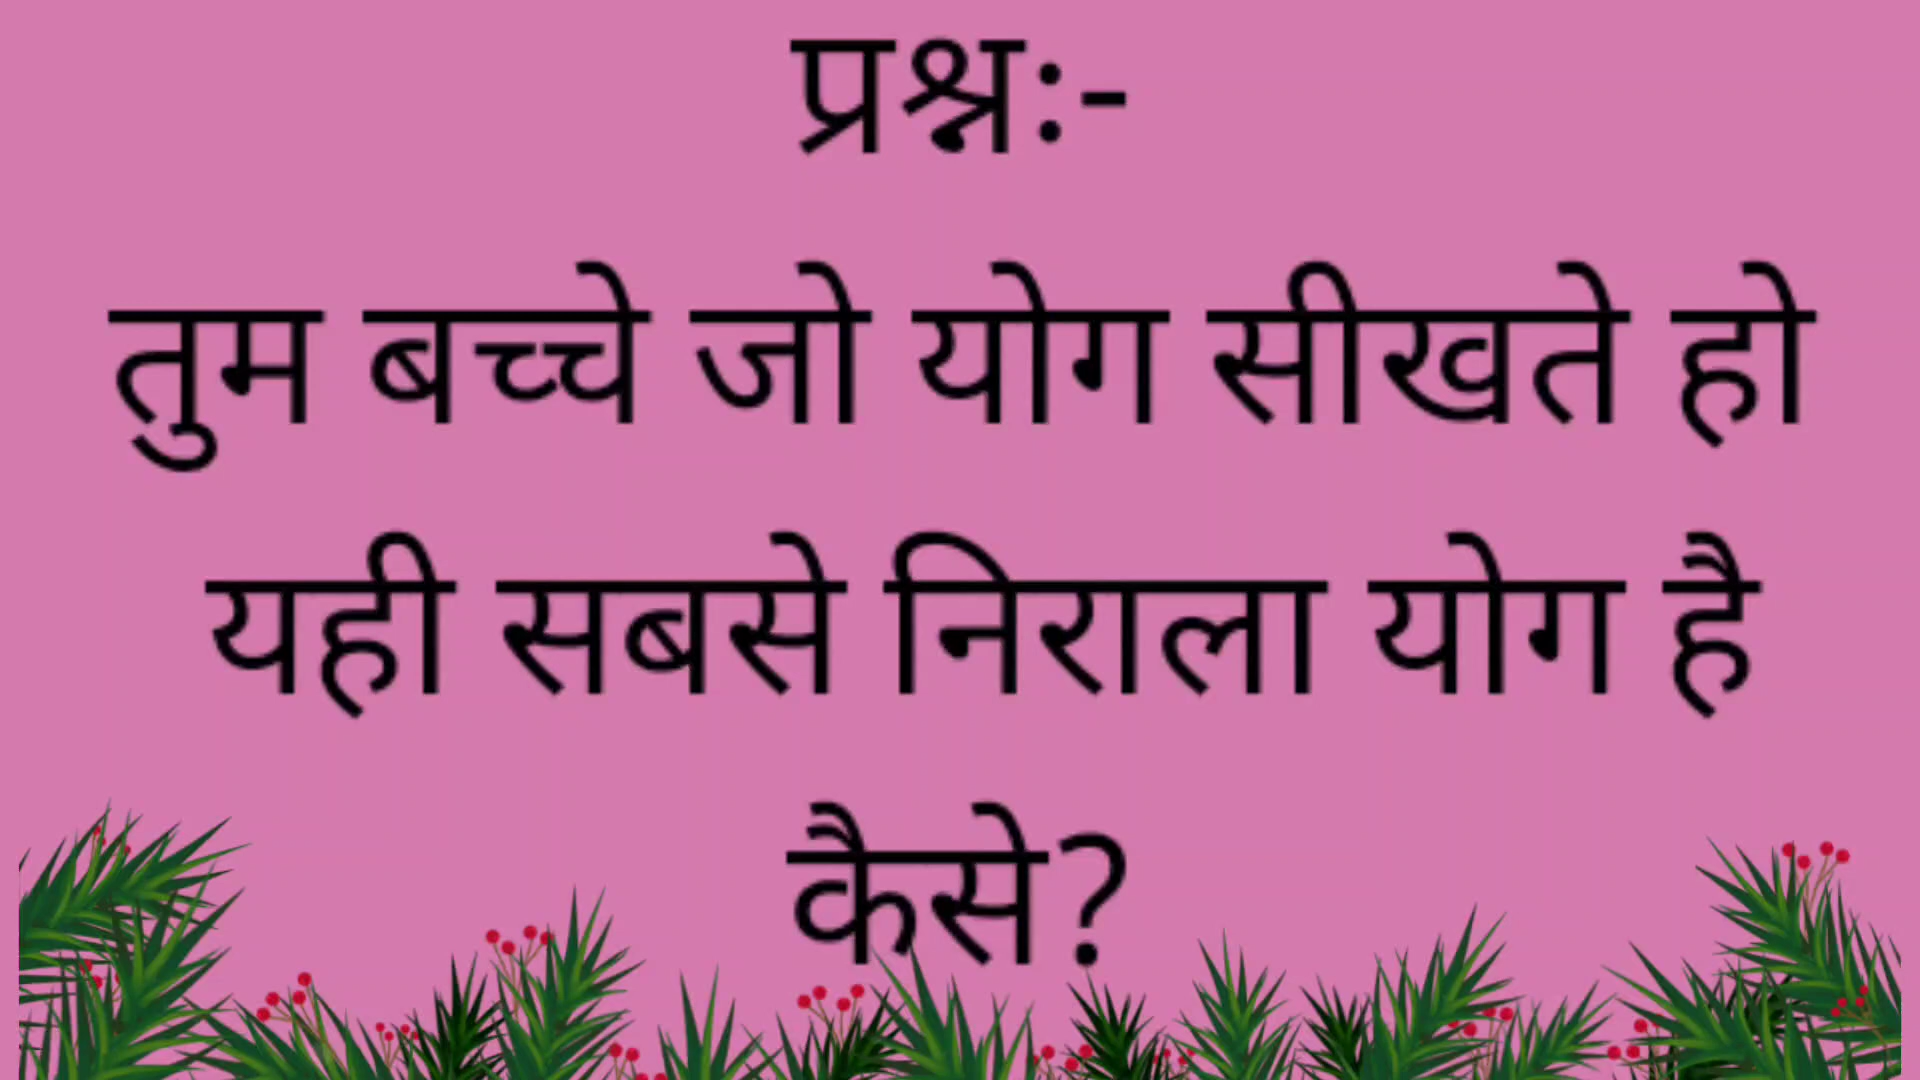 प्रश्न:-
तुम बच्चे जो योग सीखते हो
यही सबसे निराला योग है
कैसे?